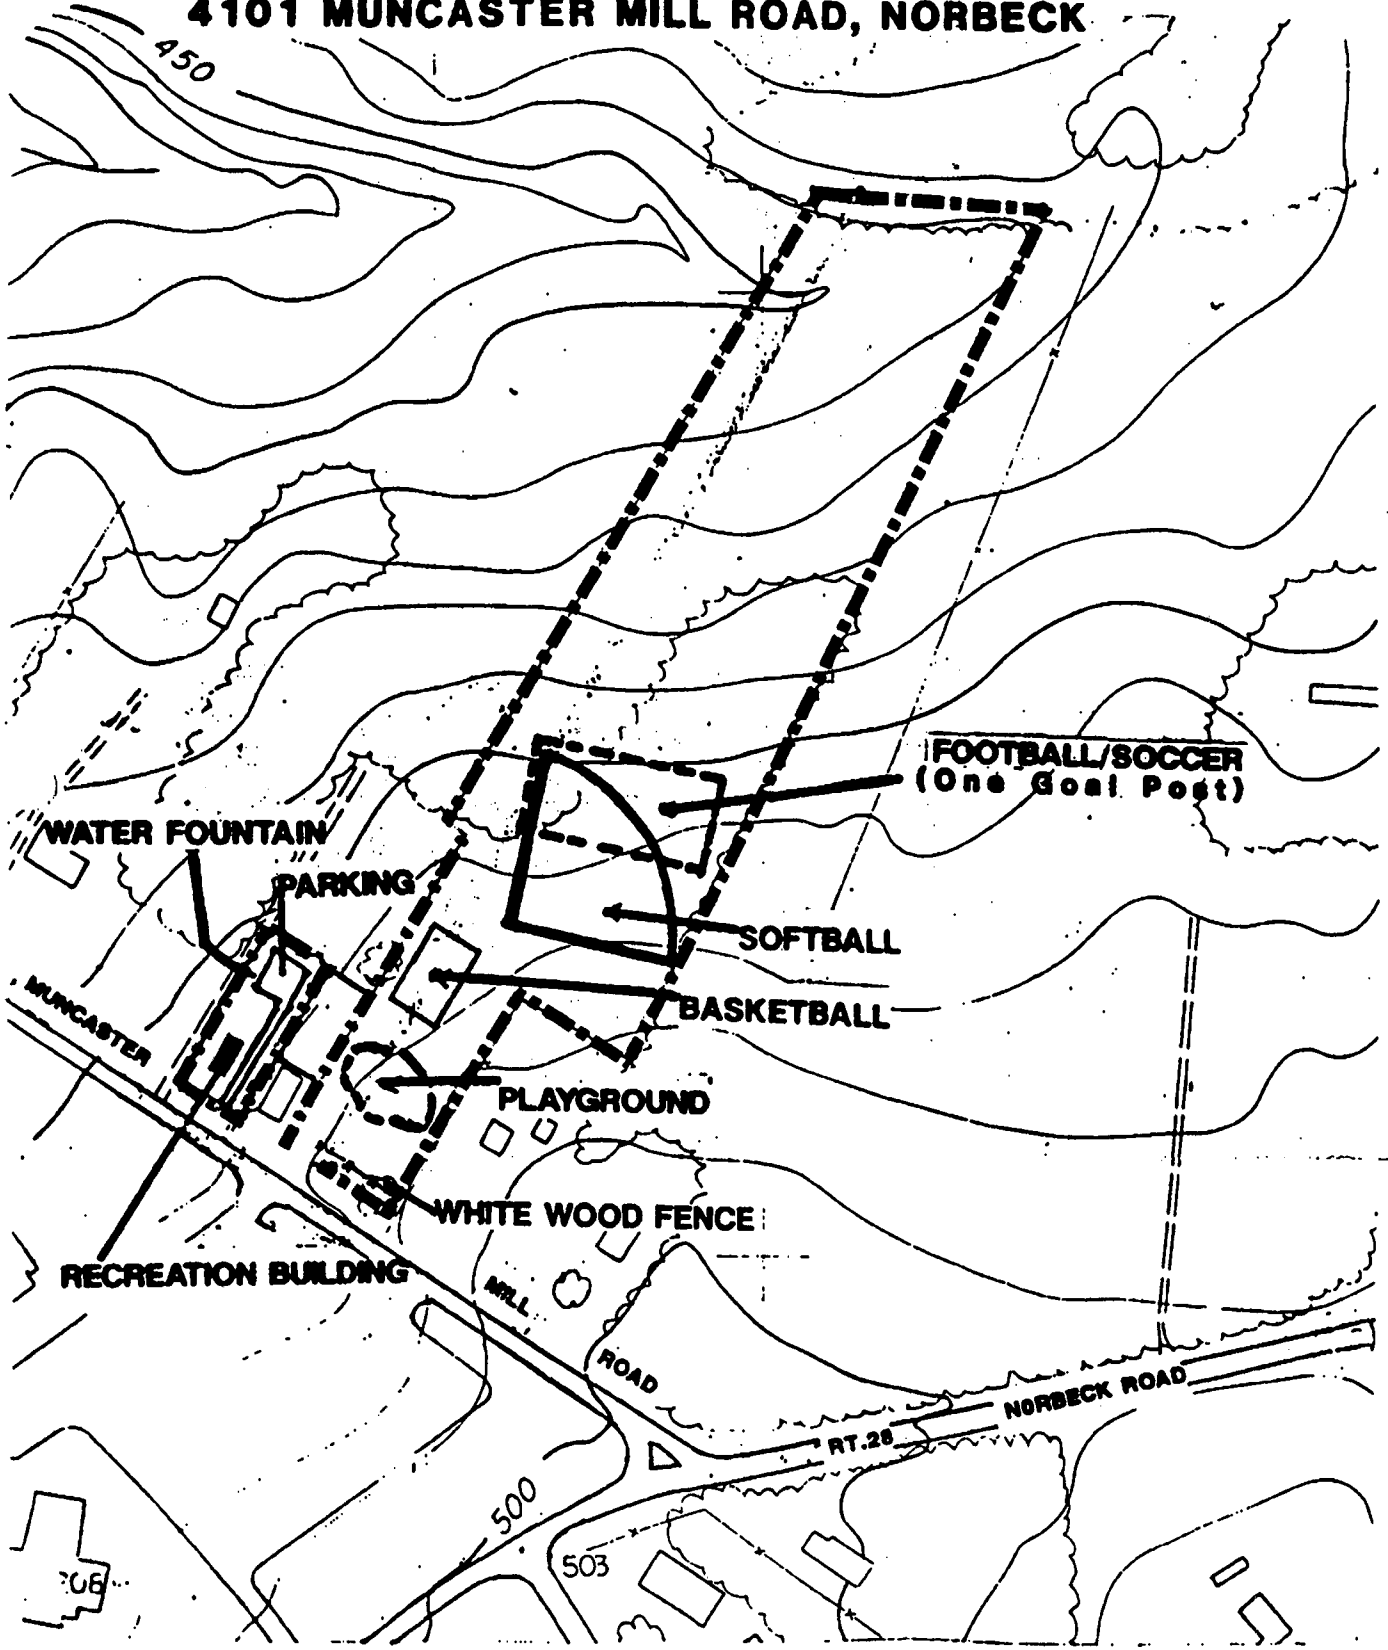 4101 MUNCASTER MILL ROAD, NORBECK
450
FOOTBALL/SOCCER
(One Goal Post)
WATER FOUNTAIN
PARKING
SOFTBALL
MUNCASTER
BASKETBALL
PLAYGROUND
WHITE WOOD FENCE
RECREATION BUILDING
MILL
ROAD
NORBECK ROAD
RT.28
500
503